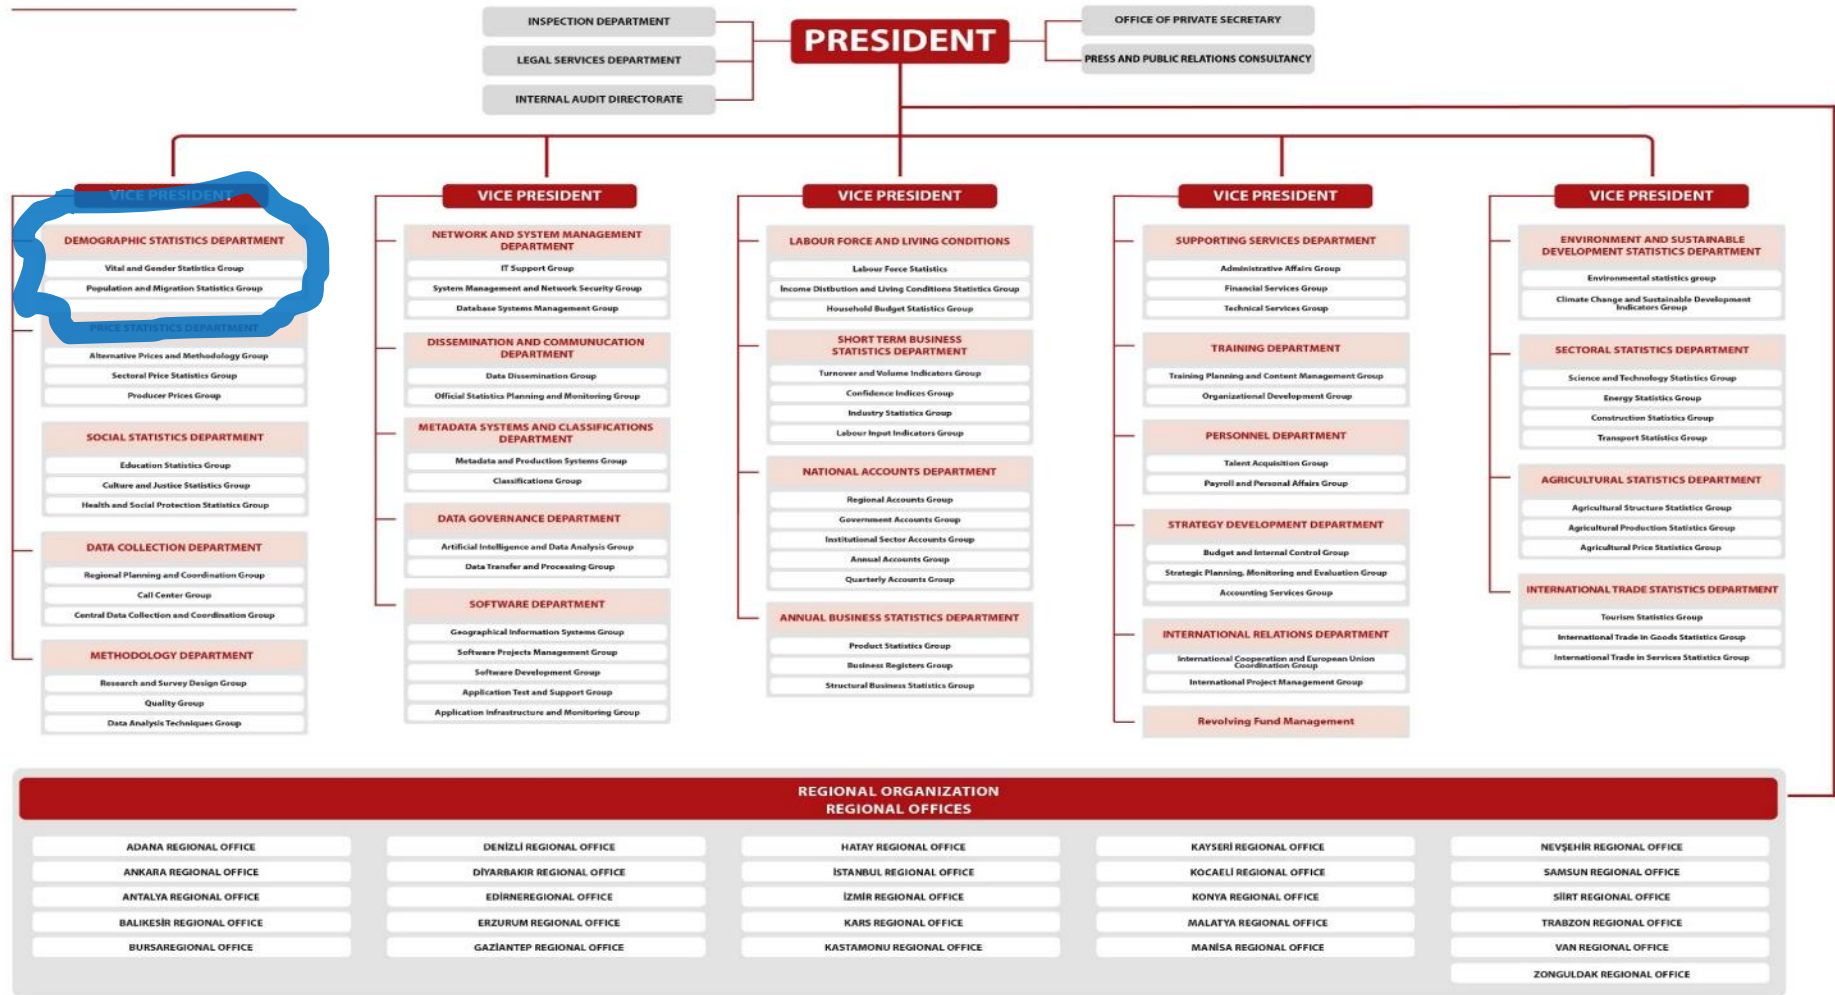 INSPECTION DEPARTMENT
LEGAL SERVICES DEPARTMENT
INTERNAL AUDIT DIRECTORATE
PRESIDENT
OFFICE OF PRIVATE SECRETARY
PRESS AND PUBLIC RELATIONS CONSULTANCY
VICE PRESIDENT
DEMOGRAPHIC STATISTICS DEPARTMENT
Vital and Gender Statistics Group
Population and Migration Statistics Group
PRICE STATISTICS DEPARTMENT
Alternative Prices and Methodology Group
Sectoral Price Statistics Group
Producer Prices Group
SOCIAL STATISTICS DEPARTMENT
Education Statistics Group
Culture and Justice Statistics Group
Health and Social Protection Statistics Group
DATA COLLECTION DEPARTMENT
Regional Planning and Coordination Group
Call Center Group
Central Data Collection and Coordination Group
METHODOLOGY DEPARTMENT
Research and Survey Design Group
Quality Group
Data Analysis Techniques Group
VICE PRESIDENT
NETWORK AND SYSTEM MANAGEMENT
DEPARTMENT
IT Support Group
System Management and Network Security Group
Database Systems Management Group
DISSEMINATION AND COMMUNUCATION
DEPARTMENT
Data Dissemination Group
Official Statistics Planning and Monitoring Group
METADATA SYSTEMS AND CLASSIFICATIONS
DEPARTMENT
Metadata and Production Systems Group
Classifications Group
DATA GOVERNANCE DEPARTMENT
Artificial Intelligence and Data Analysis Group
Data Transfer and Processing Group
SOFTWARE DEPARTMENT
Geographical Information Systems Group
Software Projects Management Group
Software Development Group
Application Test and Support Group
Application Infrastructure and Monitoring Group
VICE PRESIDENT
LABOUR FORCE AND LIVING CONDITIONS
Labour Force Statistics
Income Distbution and Living Conditions Statistics Group
Household Budget Statistics Group
SHORT TERM BUSINESS
STATISTICS DEPARTMENT
Turnover and Volume Indicators Group
Confidence Indices Group
Industry Statistics Group
Labour Input Indicators Group
NATIONAL ACCOUNTS DEPARTMENT
Regional Accounts Group
Government Accounts Group
Institutional Sector Accounts Group
Annual Accounts Group
Quarterly Accounts Group
ANNUAL BUSINESS STATISTICS DEPARTMENT
Product Statistics Group
Business Registers Group
Structural Business Statistics Group
VICE PRESIDENT
SUPPORTING SERVICES DEPARTMENT
Administrative Affairs Group
Financial Services Group
Technical Services Group
TRAINING DEPARTMENT
Training Planning and Content Management Group
Organizational Development Group
PERSONNEL DEPARTMENT
Talent Acquisition Group
Payroll and Personal Affairs Group
STRATEGY DEVELOPMENT DEPARTMENT
Budget and Internal Control Group
Strategic Planning, Monitoring and Evaluation Group
Accounting Services Group
INTERNATIONAL RELATIONS DEPARTMENT
International Cooperation and European Union
Coordination Group
International Project Management Group
Revolving Fund Management
VICE PRESIDENT
ENVIRONMENT AND SUSTAINABLE
DEVELOPMENT STATISTICS DEPARTMENT
Environmental statistics group
Climate Change and Sustainable Development
Indicators Group
SECTORAL STATISTICS DEPARTMENT
Science and Technology Statistics Group
Energy Statistics Group
Construction Statistics Group
Transport Statistics Group
AGRICULTURAL STATISTICS DEPARTMENT
Agricultural Structure Statistics Group
Agricultural Production Statistics Group
Agricultural Price Statistics Group
INTERNATIONAL TRADE STATISTICS DEPARTMENT
Tourism Statistics Group
International Trade in Goods Statistics Group
International Trade in Services Statistics Group
REGIONAL ORGANIZATION
REGIONAL OFFICES
ADANA REGIONAL OFFICE
ANKARA REGIONAL OFFICE
ANTALYA REGIONAL OFFICE
BALIKESİR REGIONAL OFFICE
BURSAREGIONAL OFFICE
DENİZLİ REGIONAL OFFICE
DİYARBAKIR REGIONAL OFFICE
EDİRNEREGIONAL OFFICE
ERZURUM REGIONAL OFFICE
GAZİANTEP REGIONAL OFFICE
HATAY REGIONAL OFFICE
İSTANBUL REGIONAL OFFICE
İZMİR REGIONAL OFFICE
KARS REGIONAL OFFICE
KASTAMONU REGIONAL OFFICE
KAYSERİ REGIONAL OFFICE
KOCAELİ REGIONAL OFFICE
KONYA REGIONAL OFFICE
MALATYA REGIONAL OFFICE
MANİSA REGIONAL OFFICE
NEVŞEHİR REGIONAL OFFICE
SAMSUN REGIONAL OFFICE
SİİRT REGIONAL OFFICE
TRABZON REGIONAL OFFICE
VAN REGIONAL OFFICE
ZONGULDAK REGIONAL OFFICE